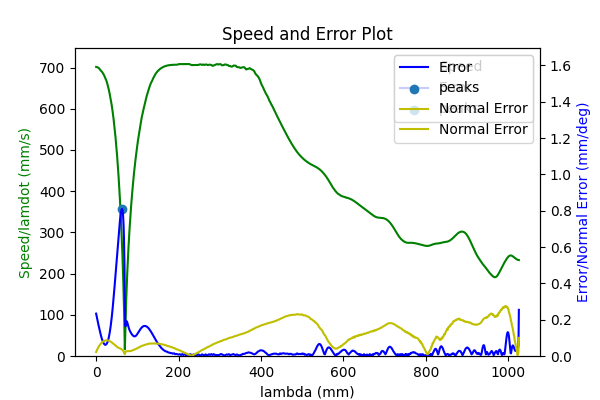 Speed and Error Plot
700
600
500
400
300
200
100
0
Speed/lamdot (mm/s)
0
200
400
600
800
1000
lambda (mm)
1.6
1.4
1.2
1.0
0.8
0.6
0.4
0.2
0.0
Error/Normal Error (mm/deg)
Error
peaks
Normal Error
Normal Error